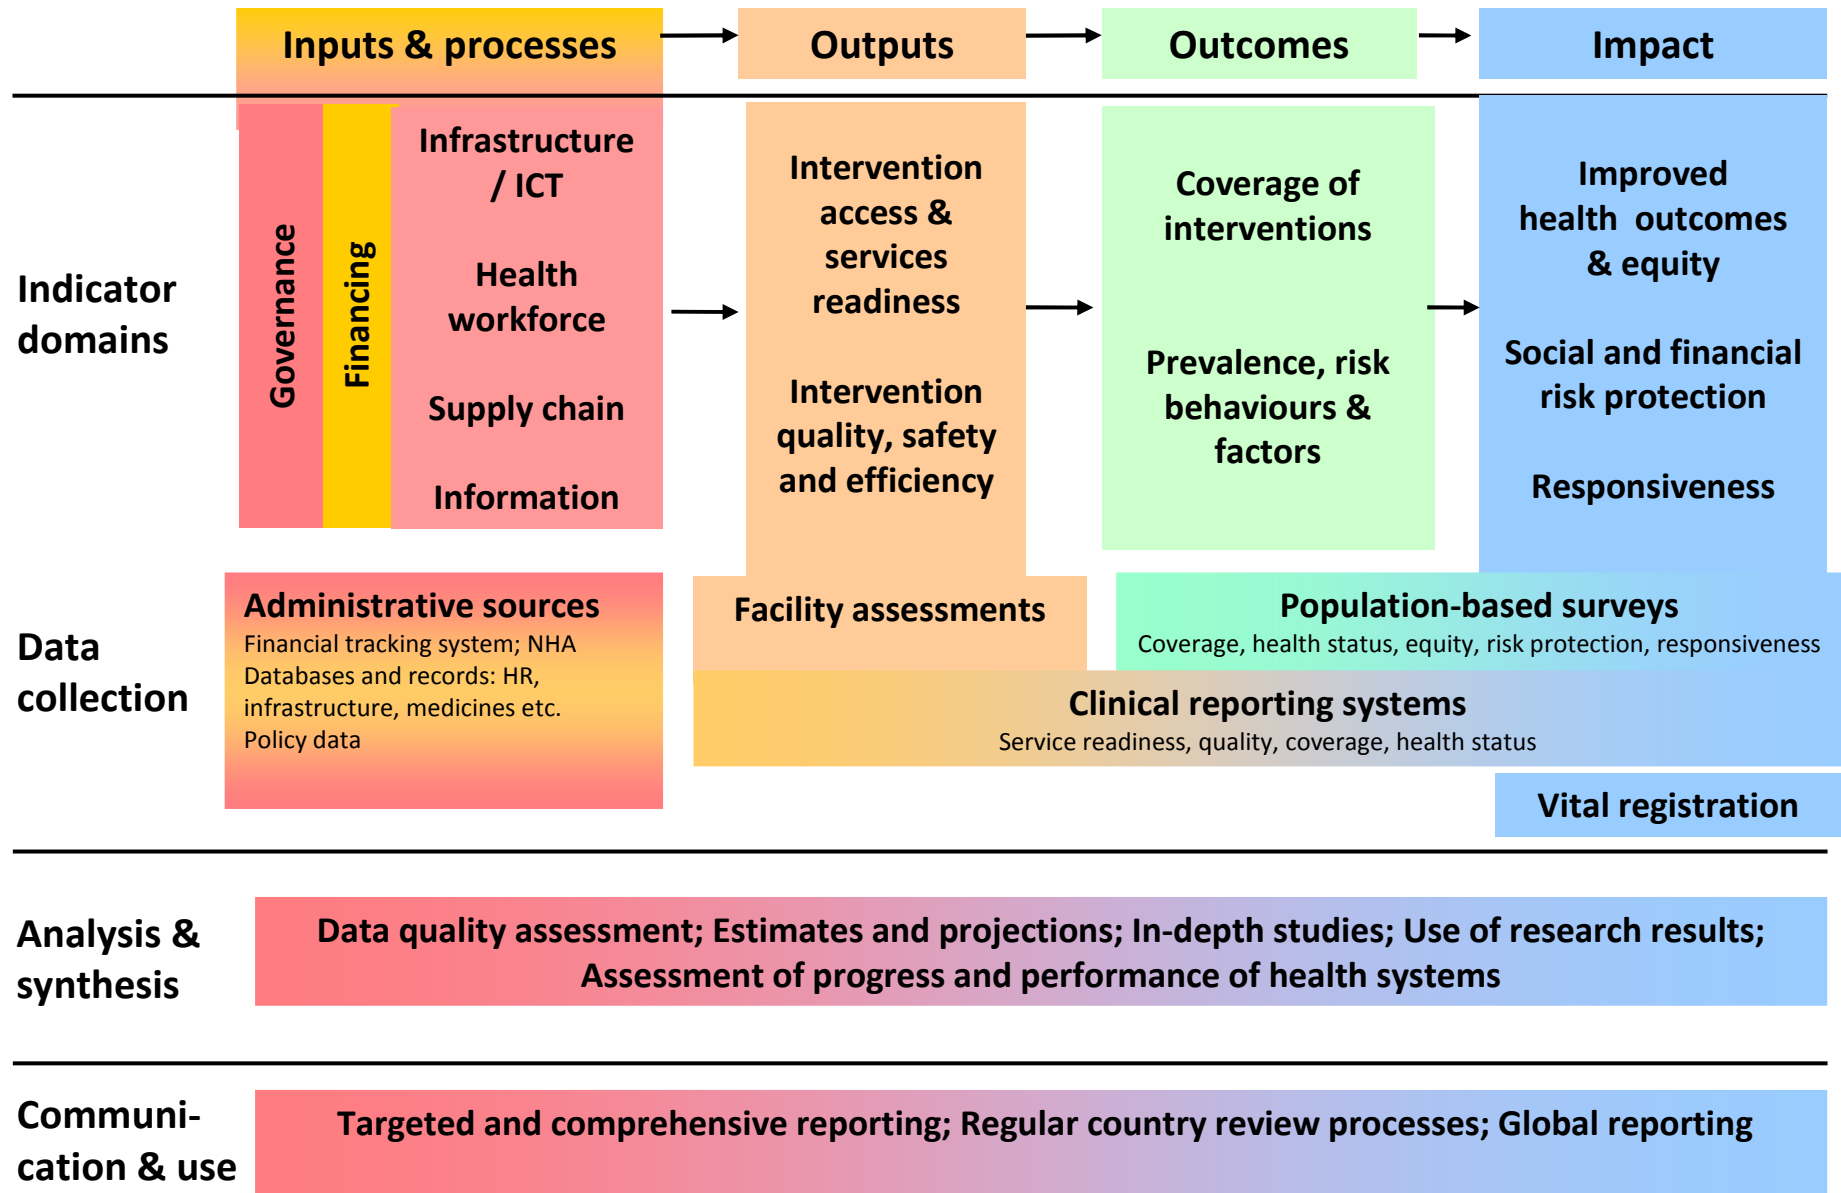 Inputs & processes
Outputs
Outcomes
Impact
Indicator
domains
Governance
Financing
Infrastructure
/ ICT
Health
workforce
Supply chain
Information
Intervention
access &
services
readiness
Intervention
quality, safety
and efficiency
Coverage of
interventions
Prevalence, risk
behaviours &
factors
Improved
health outcomes
& equity
Social and financial
risk protection
Responsiveness
Data
collection
Administrative sources
Financial tracking system; NHA
Databases and records: HR,
infrastructure, medicines etc.
Policy data
Facility assessments
Population-based surveys
Coverage, health status, equity, risk protection, responsiveness
Clinical reporting systems
Service readiness, quality, coverage, health status
Vital registration
Analysis &
synthesis
Data quality assessment; Estimates and projections; In-depth studies; Use of research results;
Assessment of progress and performance of health systems
Communi-
cation & use
Targeted and comprehensive reporting; Regular country review processes; Global reporting